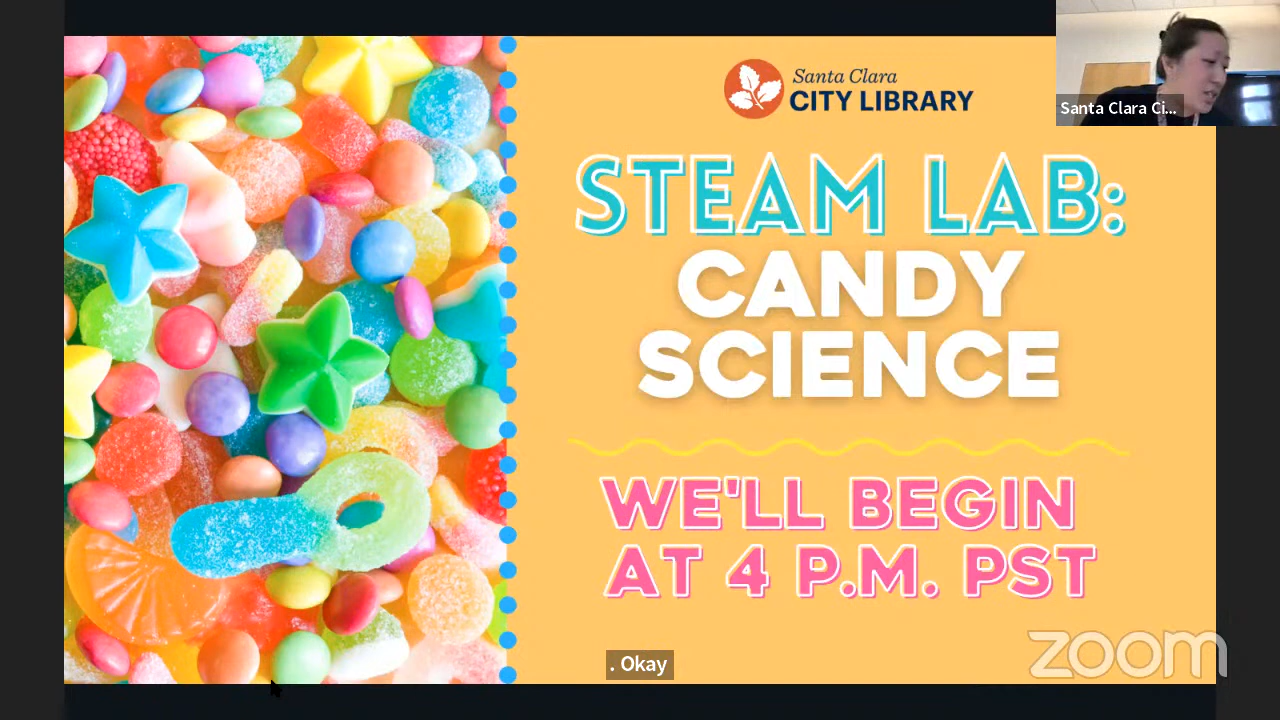 Santa Clara
CITY LIBRARY
Santa Clara Ci...
STEAM LAB:
CANDY
SCIENCE
WE'LL BEGIN
AT 4 P.M. PST
. Okay
zoom